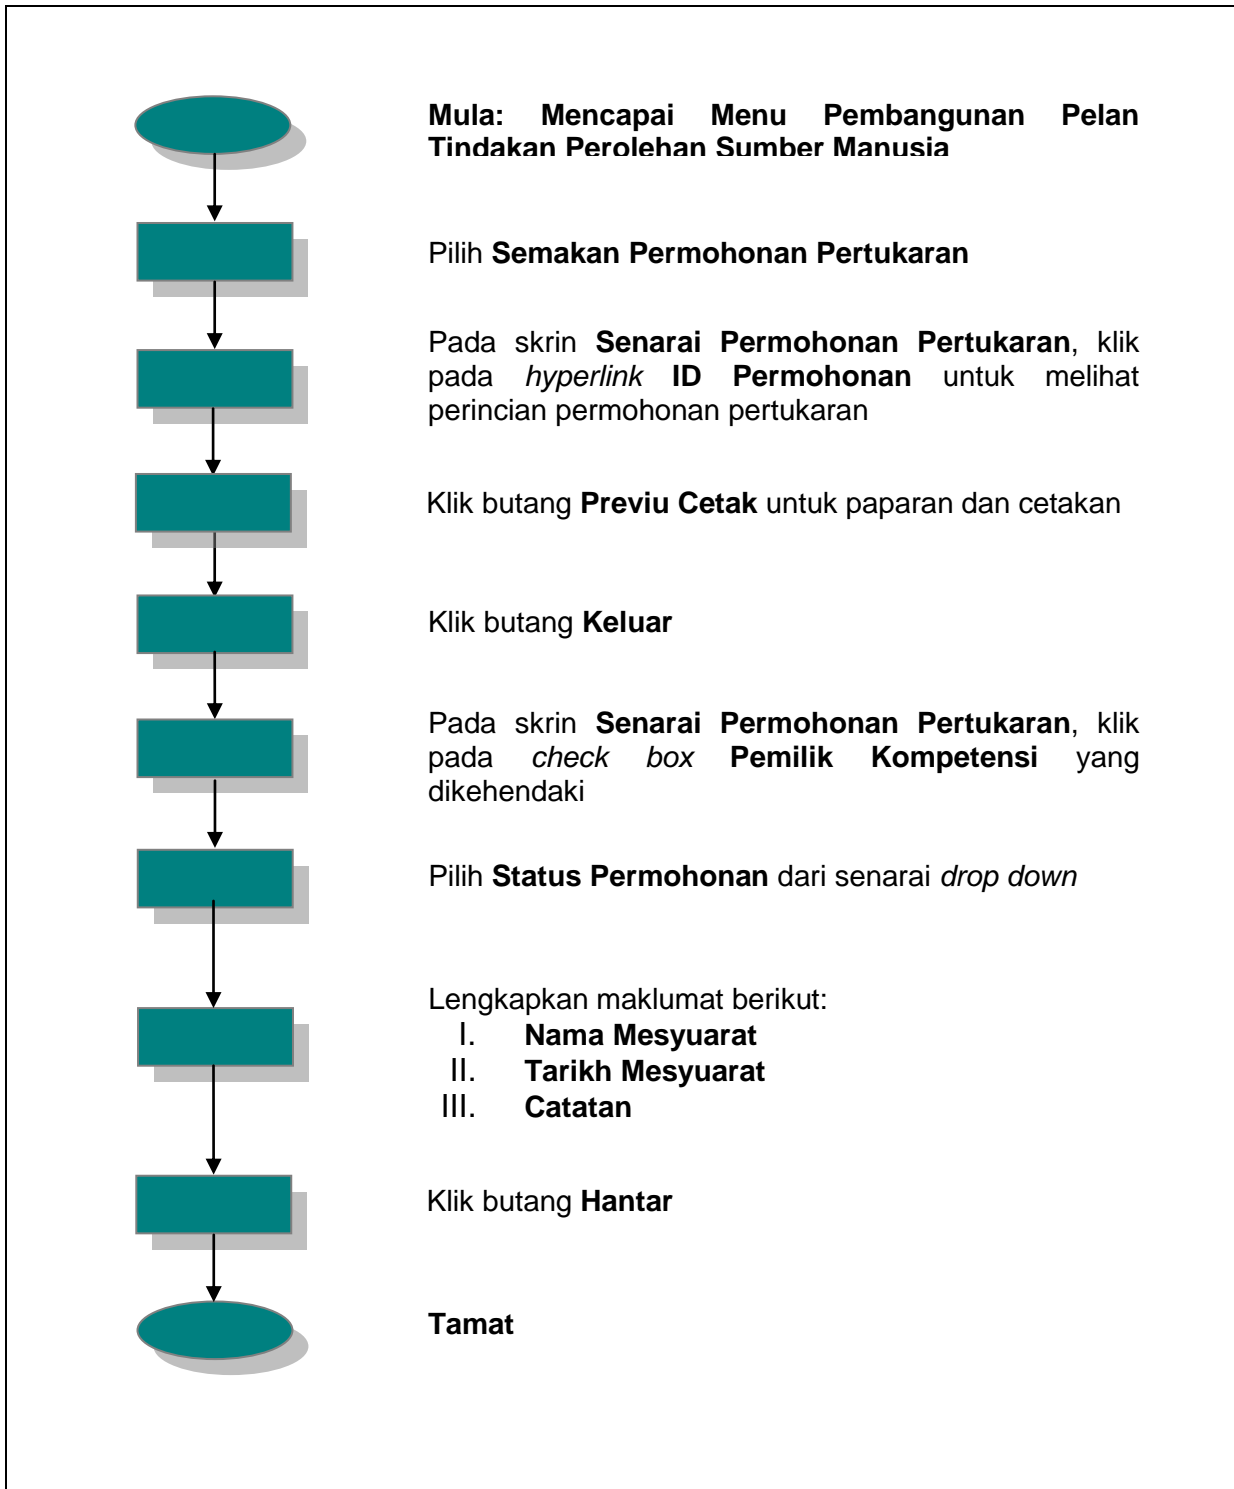 Mula: Mencapai Menu Pembangunan Pelan
Tindakan Perolehan Sumber Manusia
Pilih Semakan Permohonan Pertukaran
Pada skrin Senarai Permohonan Pertukaran, klik
pada hyperlink ID Permohonan untuk melihat
perincian permohonan pertukaran
Klik butang Previu Cetak untuk paparan dan cetakan
Klik butang Keluar
Pada skrin Senarai Permohonan Pertukaran, klik
pada check box Pemilik Kompetensi yang
dikehendaki
Pilih Status Permohonan dari senarai drop down
Lengkapkan maklumat berikut:
I. Nama Mesyuarat
II. Tarikh Mesyuarat
III. Catatan
Klik butang Hantar
Tamat